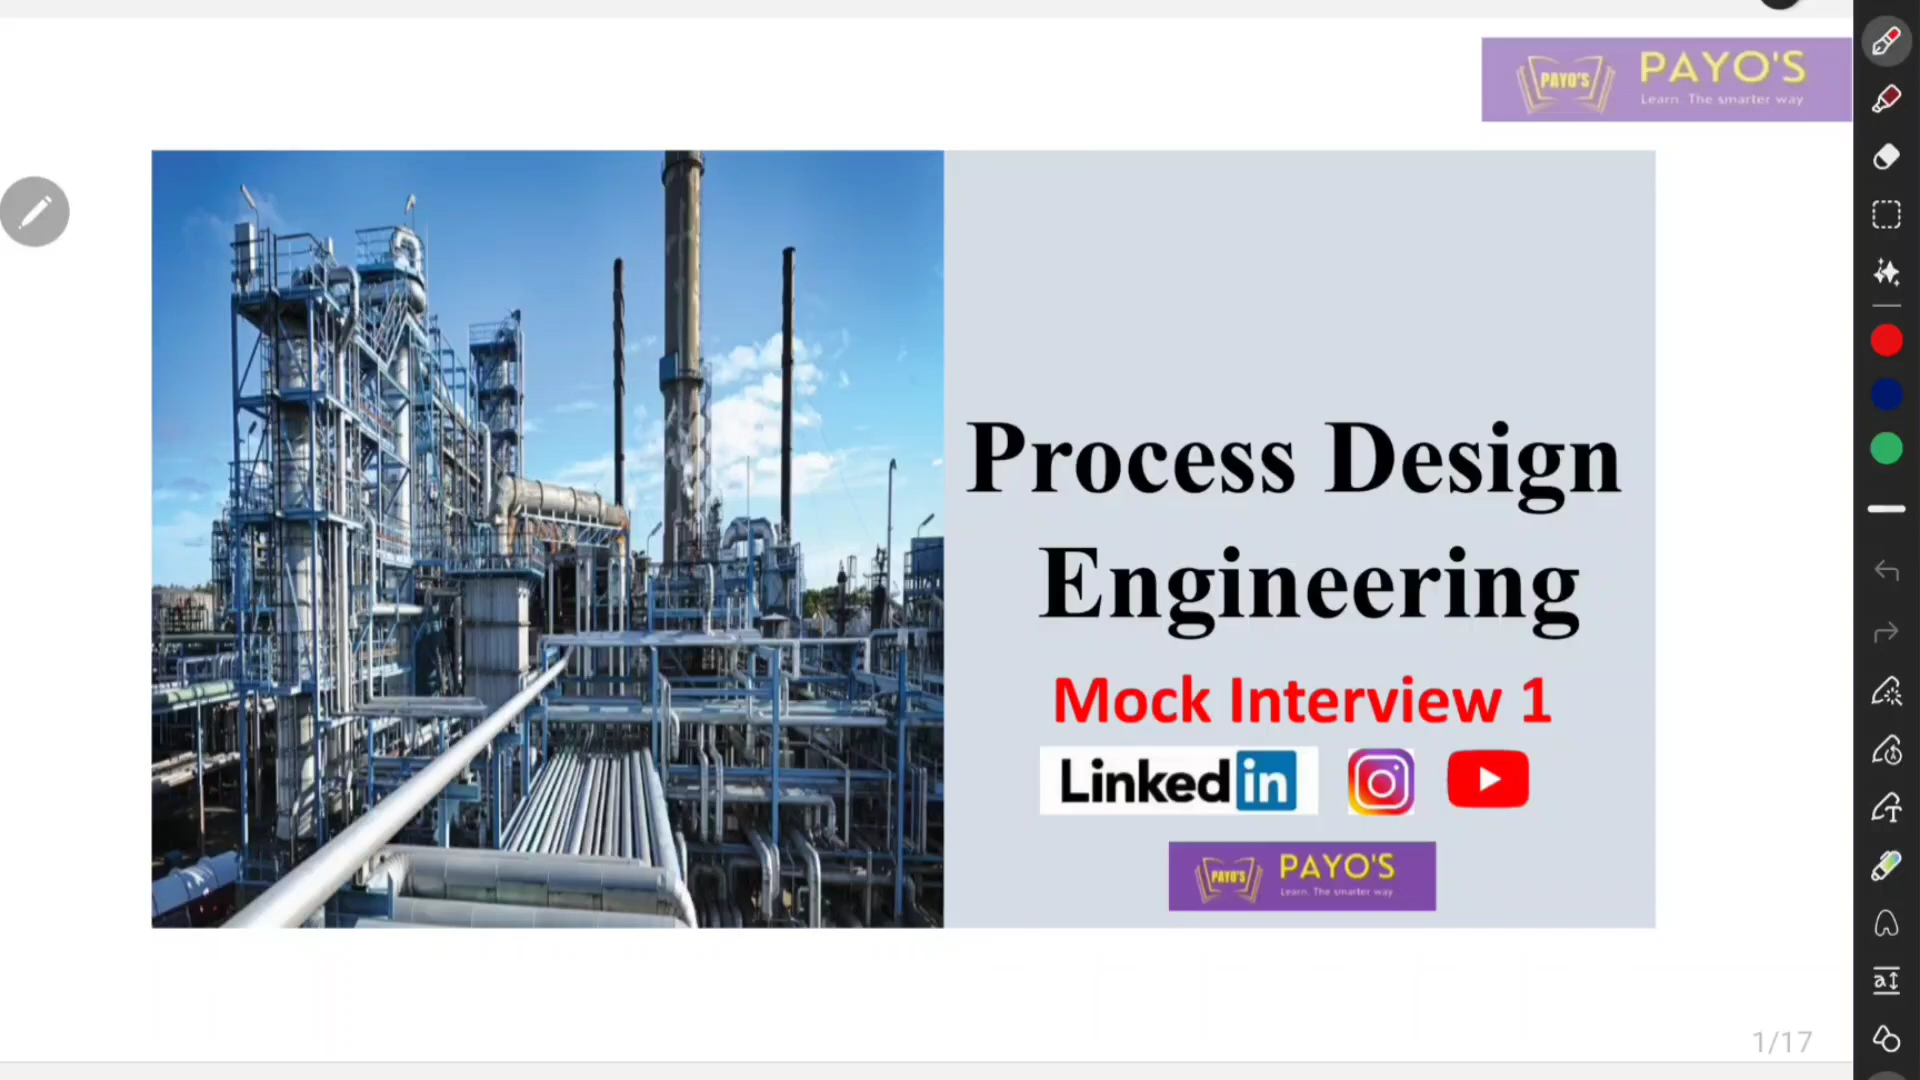 PAYO'S
PAYO'S
Learn. The smarter way
Process Design
Engineering
Mock Interview 1
Linked in
PAYO'S
PAYO'S
Learn. The smarter way
1/17
a